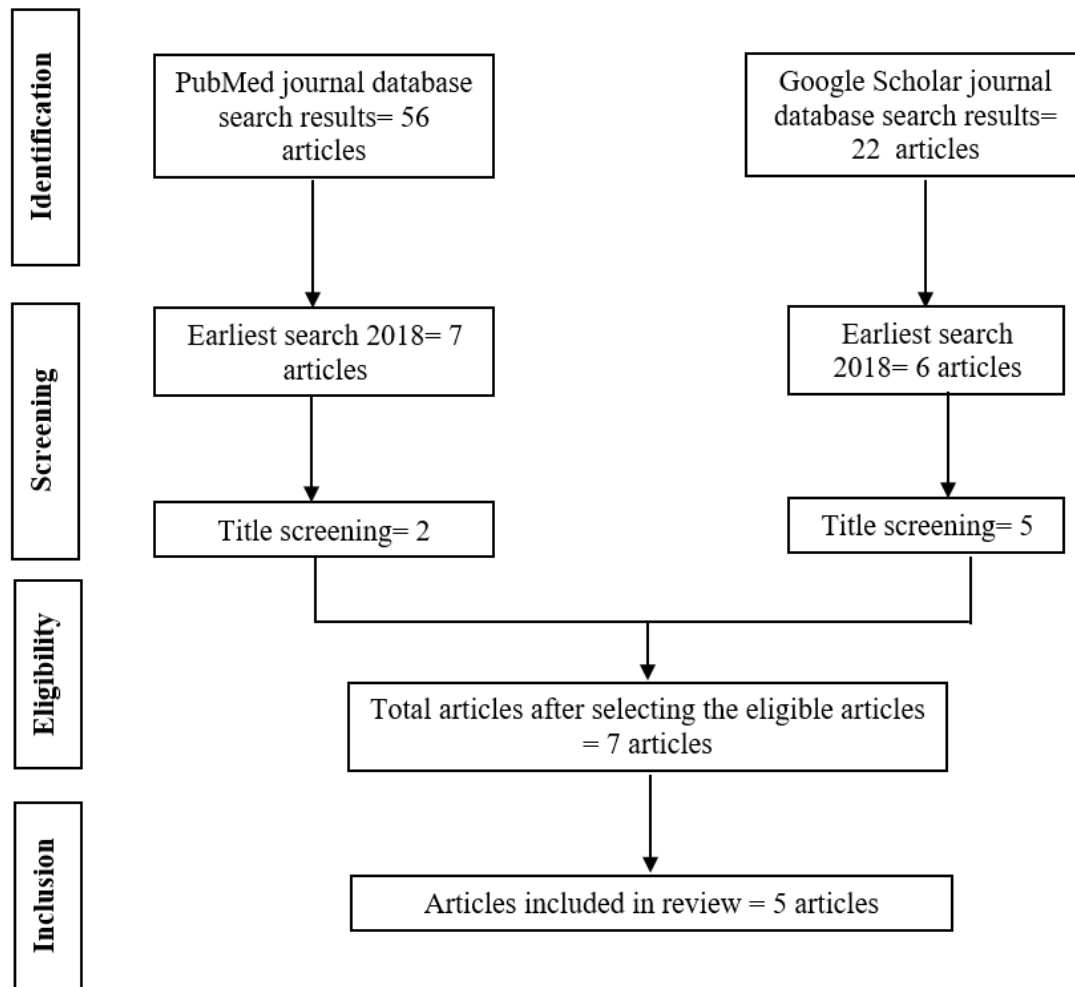 Identification
PubMed journal database
search results= 56
articles
Google Scholar journal
database search results=
22 articles
Screening
Earliest search 2018= 7
articles
Earliest search
2018= 6 articles
Title screening= 2
Title screening= 5
Eligibility
Total articles after selecting the eligible articles
= 7 articles
Inclusion
Articles included in review = 5 articles